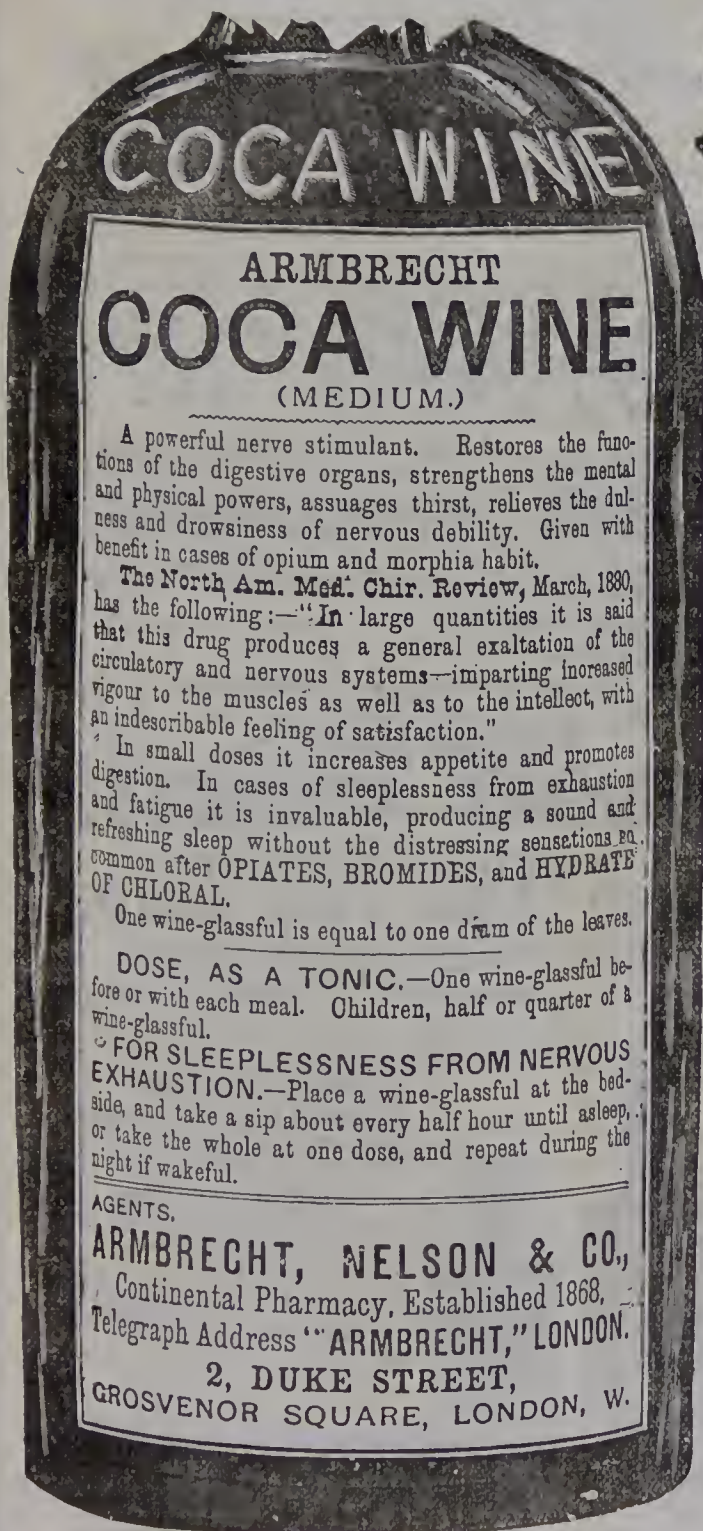 COCA WINE
ARMBRECHT
COCA WINE
(MEDIUM.)
A powerful nerve stimulant. Restores the func-
tions of the digestive organs, strengthens the mental
and physical powers, assuages thirst, relieves the dul-
ness and drowsiness of nervous debility. Given with
benefit in cases of opium and morphia habit.
The North Am. Med. Chir. Review, March, 1880,
has the following:—"In large quantities it is said
that this drug produces a general exaltation of the
circulatory and nervous systems—imparting increased
vigour to the muscles as well as to the intellect, with
an indescribable feeling of satisfaction."
In small doses it increases appetite and promotes
digestion. In cases of sleeplessness from exhaustion
and fatigue it is invaluable, producing a sound and
refreshing sleep without the distressing sensations so
common after OPIATES, BROMIDES, and HYDRATE
OF CHLORAL.
One wine-glassful is equal to one dram of the leaves.
DOSE, AS A TONIC.—One wine-glassful be-
fore or with each meal. Children, half or quarter of a
wine-glassful.
FOR SLEEPLESSNESS FROM NERVOUS
EXHAUSTION.—Place a wine-glassful at the bed-
side, and take a sip about every half hour until asleep,
or take the whole at one dose, and repeat during the
night if wakeful.
AGENTS,
ARMBRECHT, NELSON & CO.,
Continental Pharmacy, Established 1868,
Telegraph Address "ARMBRECHT," LONDON.
2, DUKE STREET,
GROSVENOR SQUARE, LONDON, W.